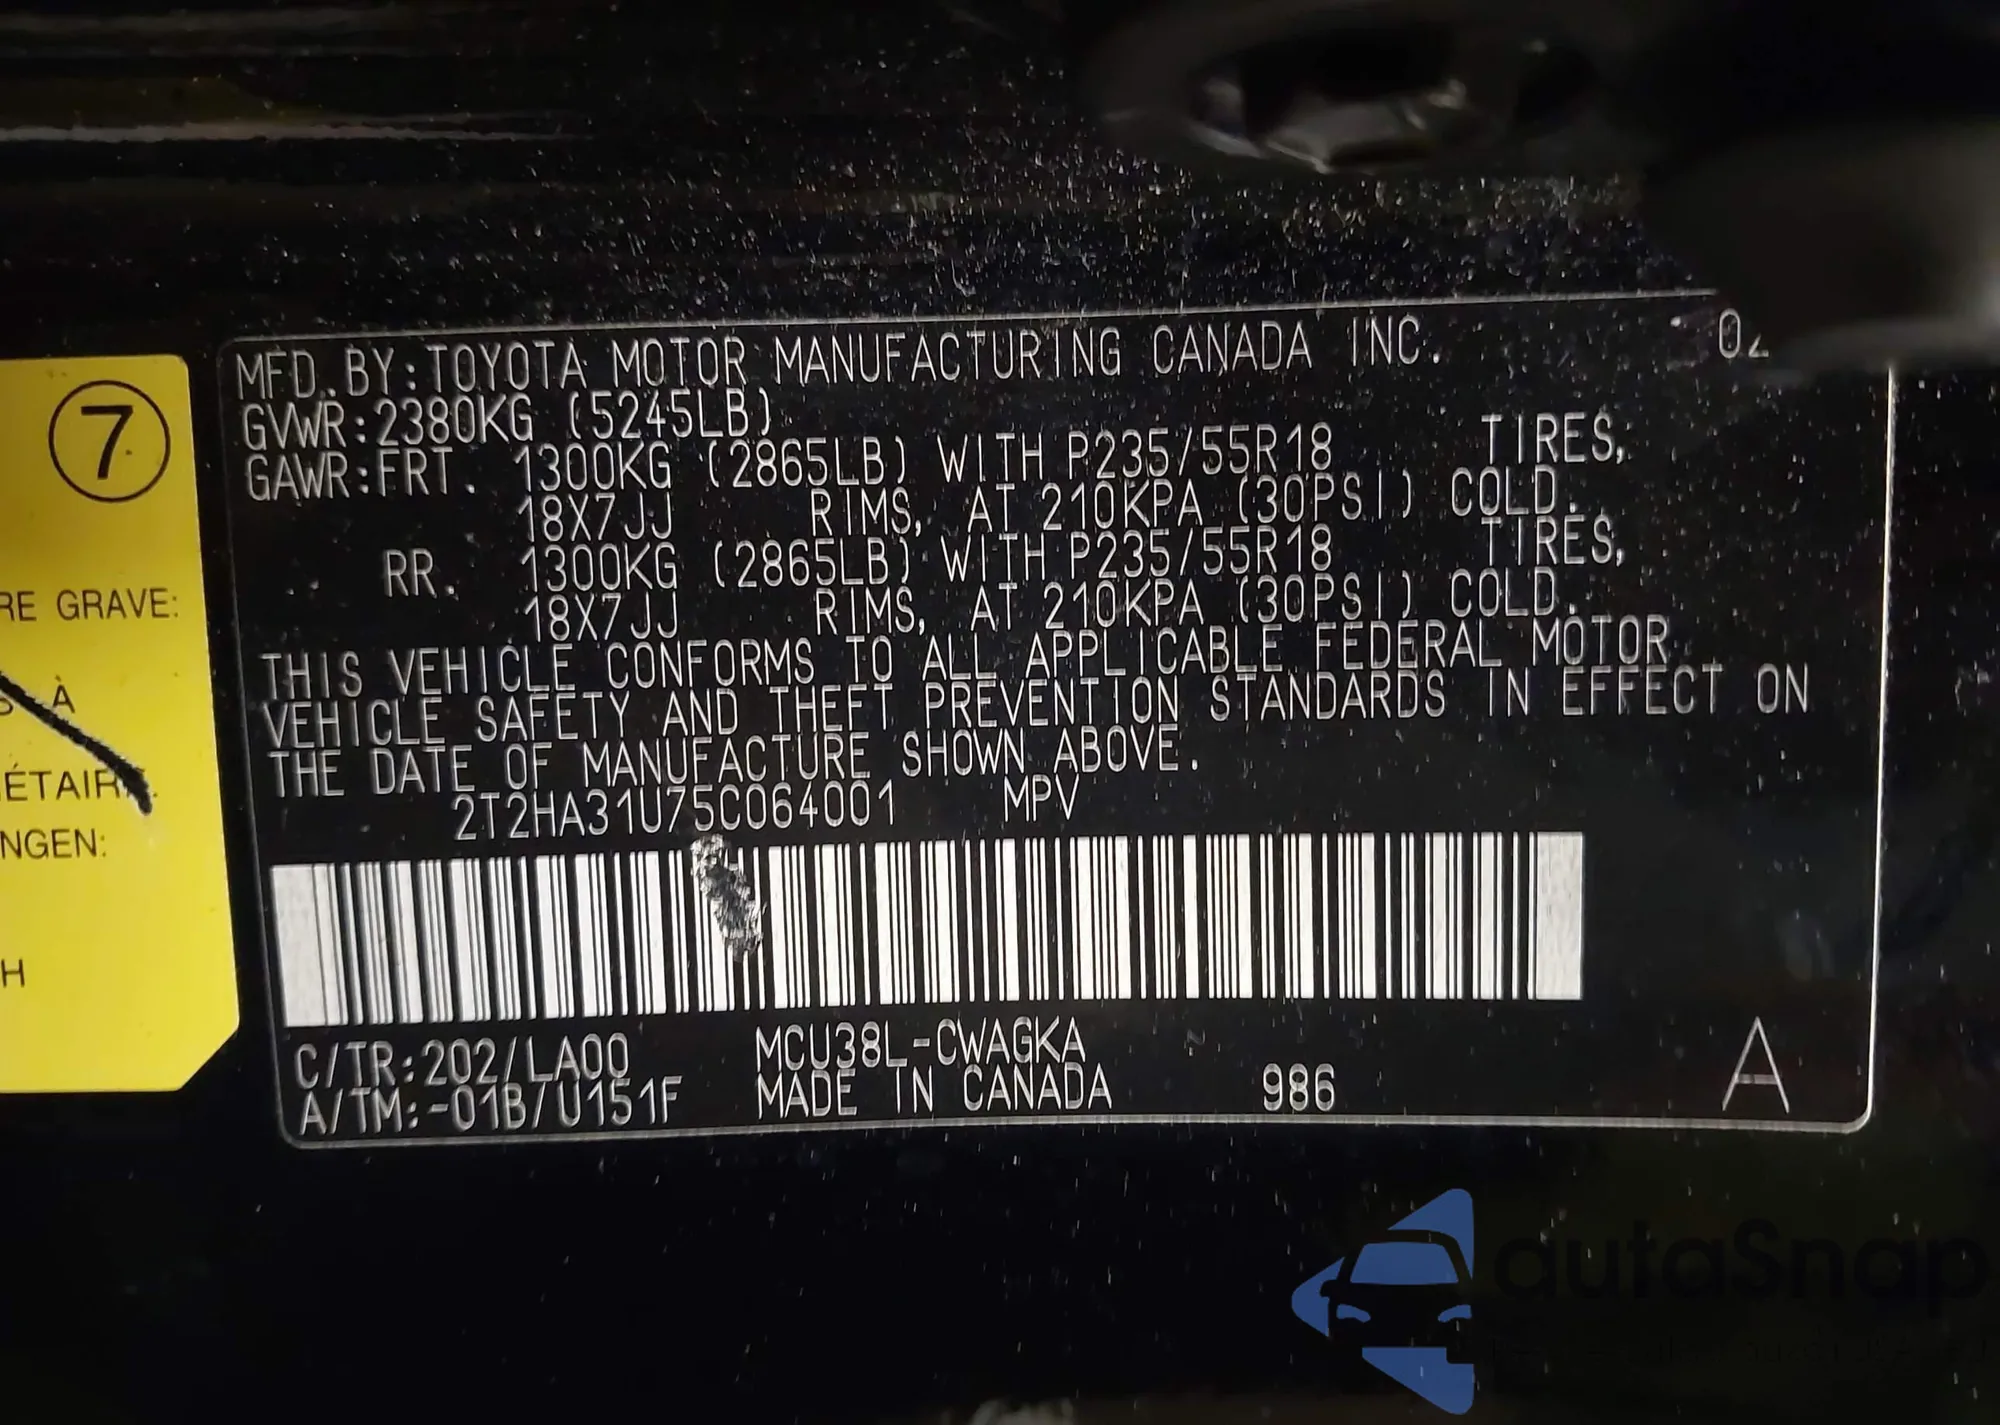 MFD. BY: TOYOTA MOTOR MANUFACTURING CANADA INC.
GVWR: 2380KG (5245LB)
GAWR: FRT. 1300KG (2865LB) WITH P235/55R18 TIRES,
18X7JJ RIMS, AT 210KPA (30PSI) COLD.
RR. 1300KG (2865LB) WITH P235/55R18 TIRES,
18X7JJ RIMS, AT 210KPA (30PSI) COLD.
THIS VEHICLE CONFORMS TO ALL APPLICABLE FEDERAL MOTOR
VEHICLE SAFETY AND THEFT PREVENTION STANDARDS IN EFFECT ON
THE DATE OF MANUFACTURE SHOWN ABOVE.
2T2HA31U75C064001 MPV
C/TR: 202/LA00 MCU38L-CWAGKA
A/TM: -01B/U151F MADE IN CANADA 986 A
7
RE GRAVE:
À
NGEN:
H
autaSnap